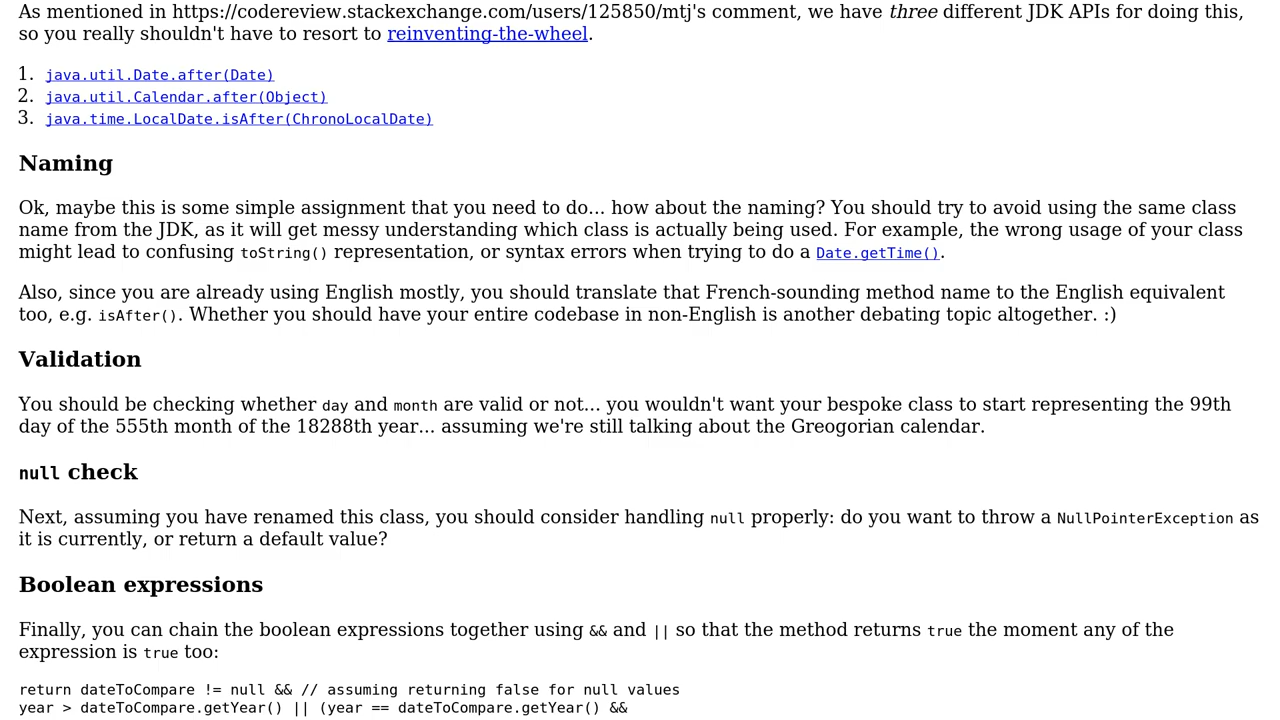 As mentioned in https://codereview.stackexchange.com/users/125850/mtj's comment, we have three different JDK APIs for doing this,
so you really shouldn't have to resort to reinventing-the-wheel.
1. java.util.Date.after(Date)
2. java.util.Calendar.after(Object)
3. java.time.LocalDate.isAfter(ChronoLocalDate)
Naming
Ok, maybe this is some simple assignment that you need to do... how about the naming? You should try to avoid using the same class
name from the JDK, as it will get messy understanding which class is actually being used. For example, the wrong usage of your class
might lead to confusing toString() representation, or syntax errors when trying to do a Date.getTime().
Also, since you are already using English mostly, you should translate that French-sounding method name to the English equivalent
too, e.g. isAfter(). Whether you should have your entire codebase in non-English is another debating topic altogether. :)
Validation
You should be checking whether day and month are valid or not... you wouldn't want your bespoke class to start representing the 99th
day of the 555th month of the 18288th year... assuming we're still talking about the Greogorian calendar.
null check
Next, assuming you have renamed this class, you should consider handling null properly: do you want to throw a NullPointerException as
it is currently, or return a default value?
Boolean expressions
Finally, you can chain the boolean expressions together using && and || so that the method returns true the moment any of the
expression is true too:
return dateToCompare != null && // assuming returning false for null values
year > dateToCompare.getYear() || (year == dateToCompare.getYear() &&